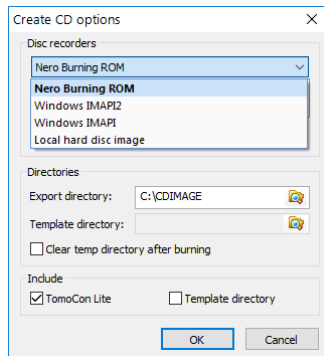 Create CD options
Disc recorders
Nero Burning ROM
Nero Burning ROM
Windows IMAPI2
Windows IMAPI
Local hard disc image
Directories
Export directory: C:\CDIMAGE
Template directory:
Clear temp directory after burning
Include
TomoCon Lite Template directory
OK Cancel